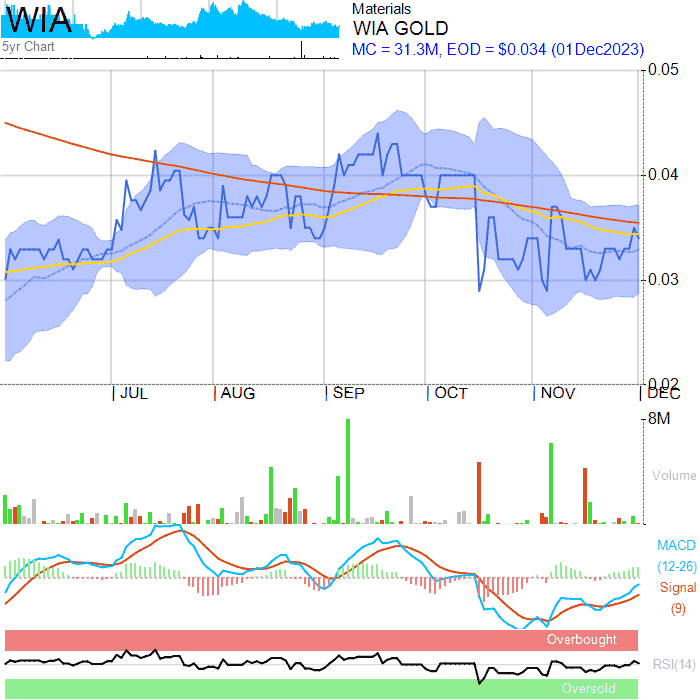 WIA
5yr Chart
Materials
WIA GOLD
MC = 31.3M, EOD = $0.034 (01Dec2023)
0.05
0.04
0.03
0.02
JUL
AUG
SEP
OCT
NOV
DEC
8M
Volume
MACD
(12-26)
Signal
(9)
Overbought
RSI(14)
Oversold